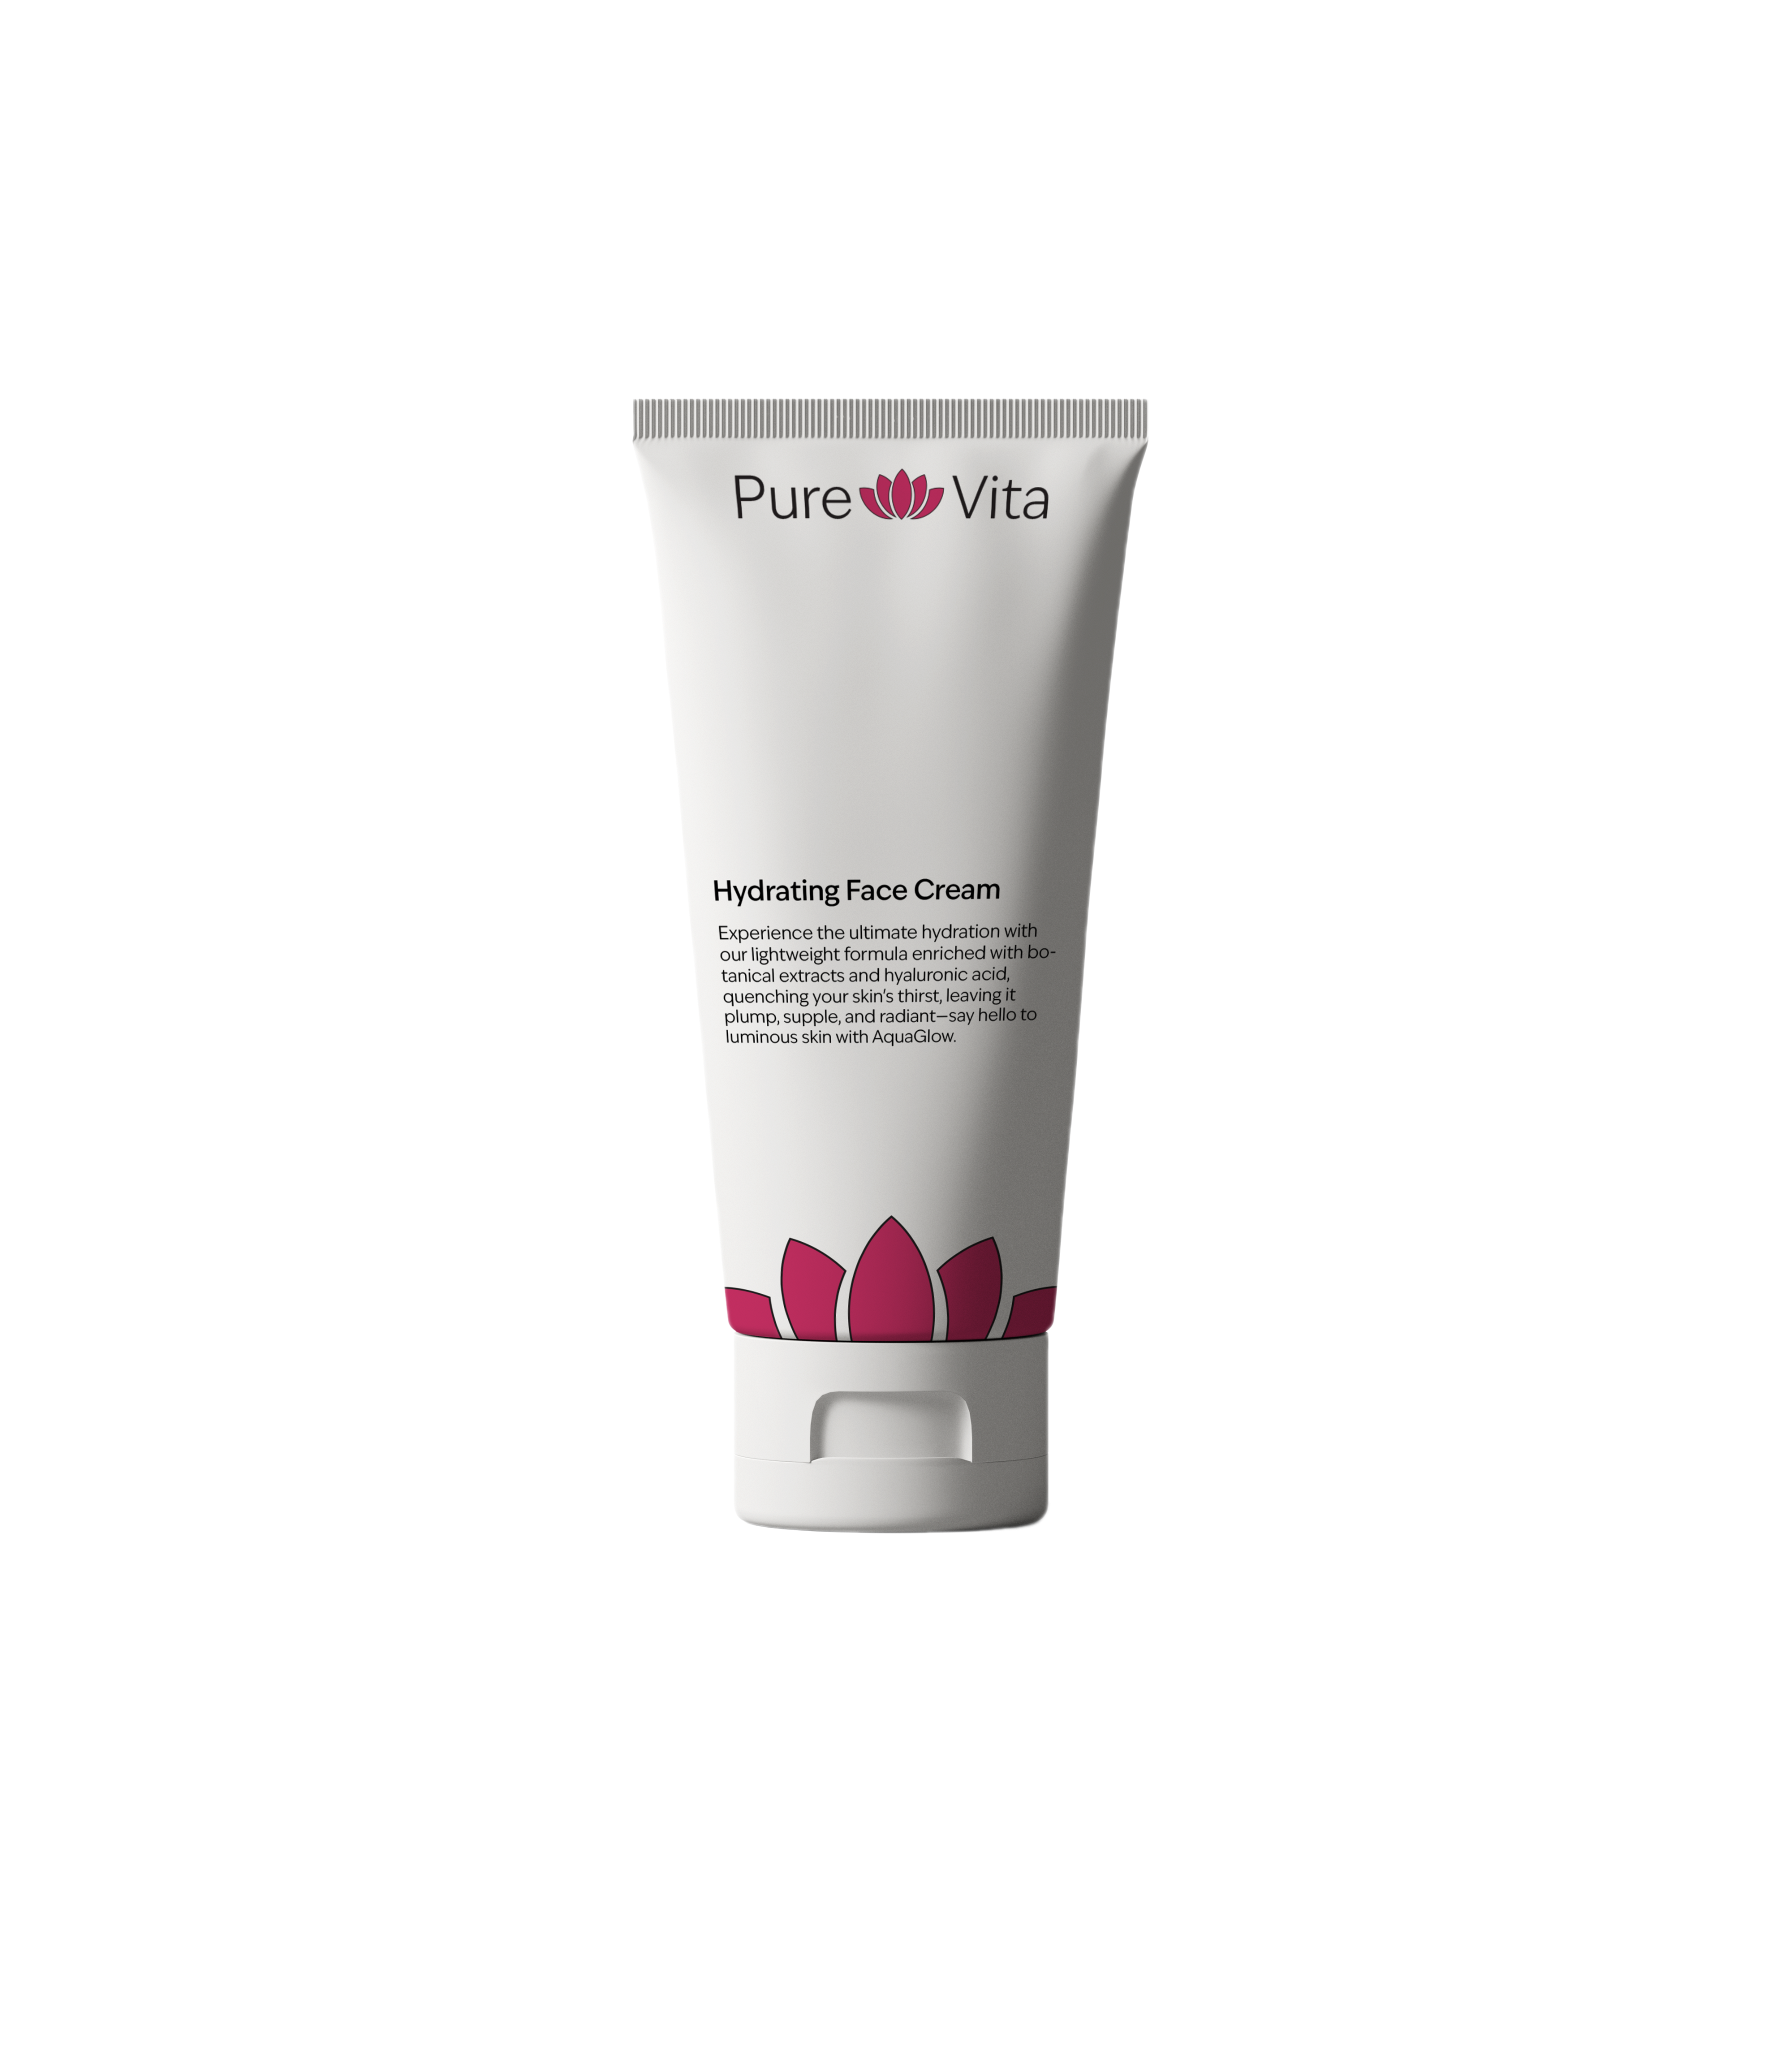 Pure Vita
Hydrating Face Cream
Experience the ultimate hydration with
our lightweight formula enriched with bo-
tanical extracts and hyaluronic acid,
quenching your skin's thirst, leaving it
plump, supple, and radiant—say hello to
luminous skin with AquaGlow.